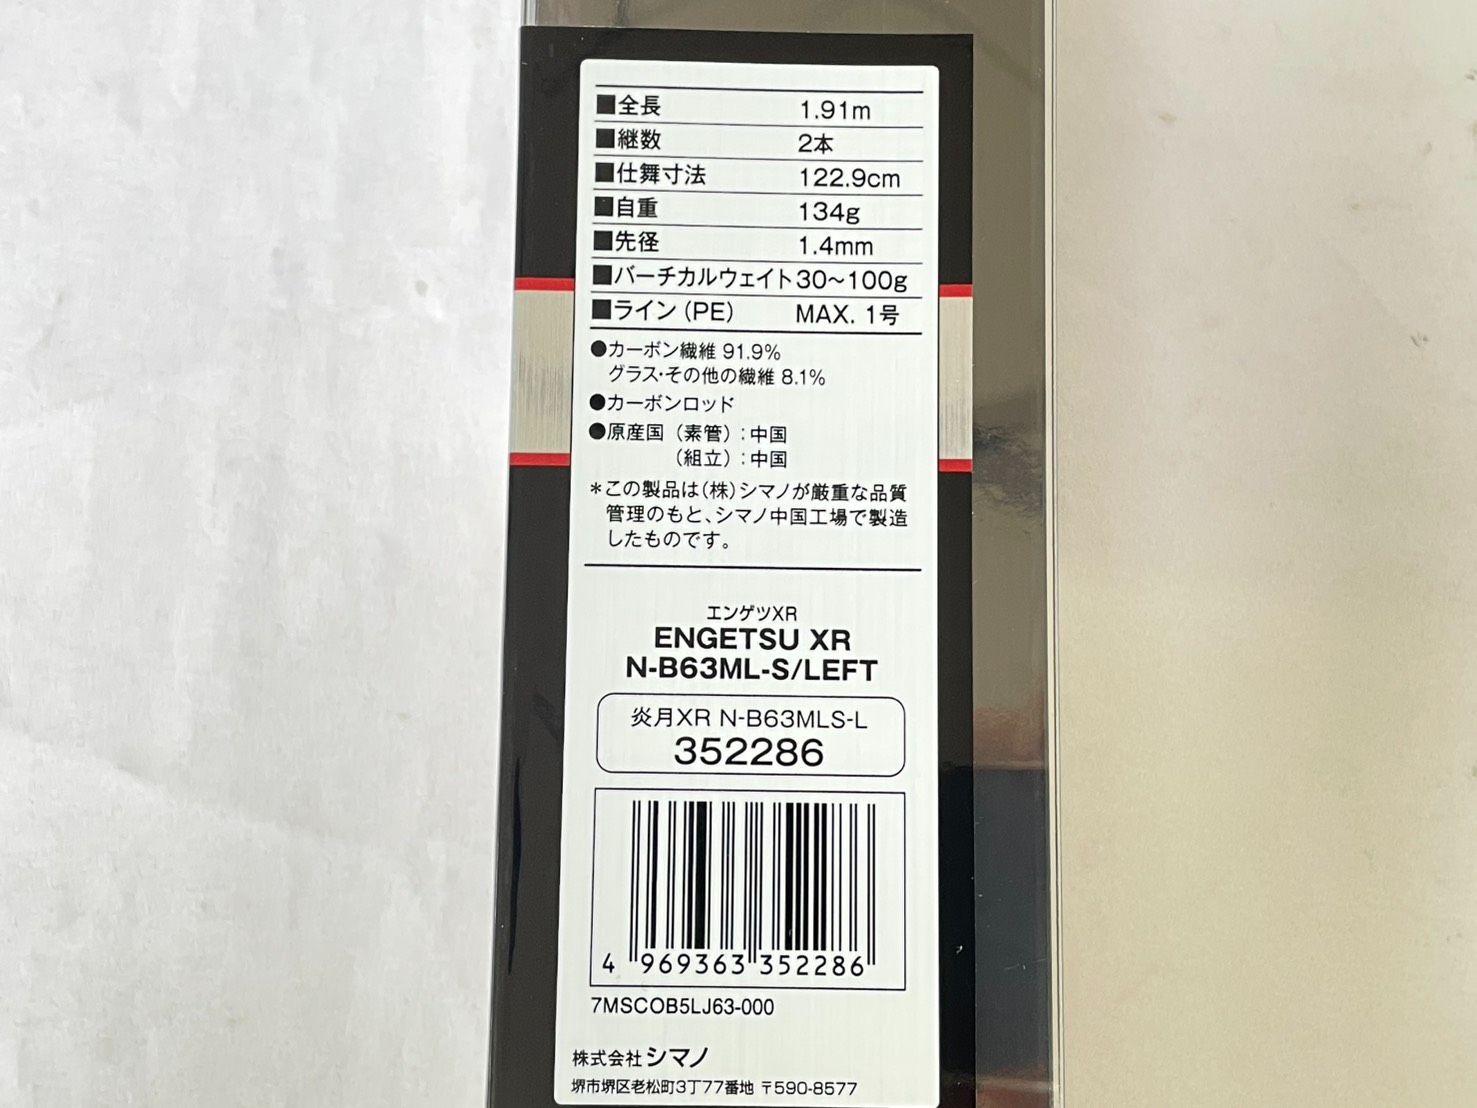 ■全長 1.91m
■継数 2本
■仕舞寸法 122.9cm
■自重 134g
■先径 1.4mm
■バーチカルウェイト 30~100g
■ライン(PE) MAX. 1号
●カーボン繊維 91.9%
グラス・その他の繊維 8.1%
●カーボンロッド
●原産国(素管):中国
(組立):中国
*この製品は(株)シマノが厳重な品質
管理のもと、シマノ中国工場で製造
したものです。
エンゲツXR
ENGETSU XR
N-B63ML-S/LEFT
炎月XR N-B63MLS-L
352286
4 969363 352286
7MSCOB5LJ63-000
株式会社シマノ
堺市堺区老松町3丁77番地 〒590-8577